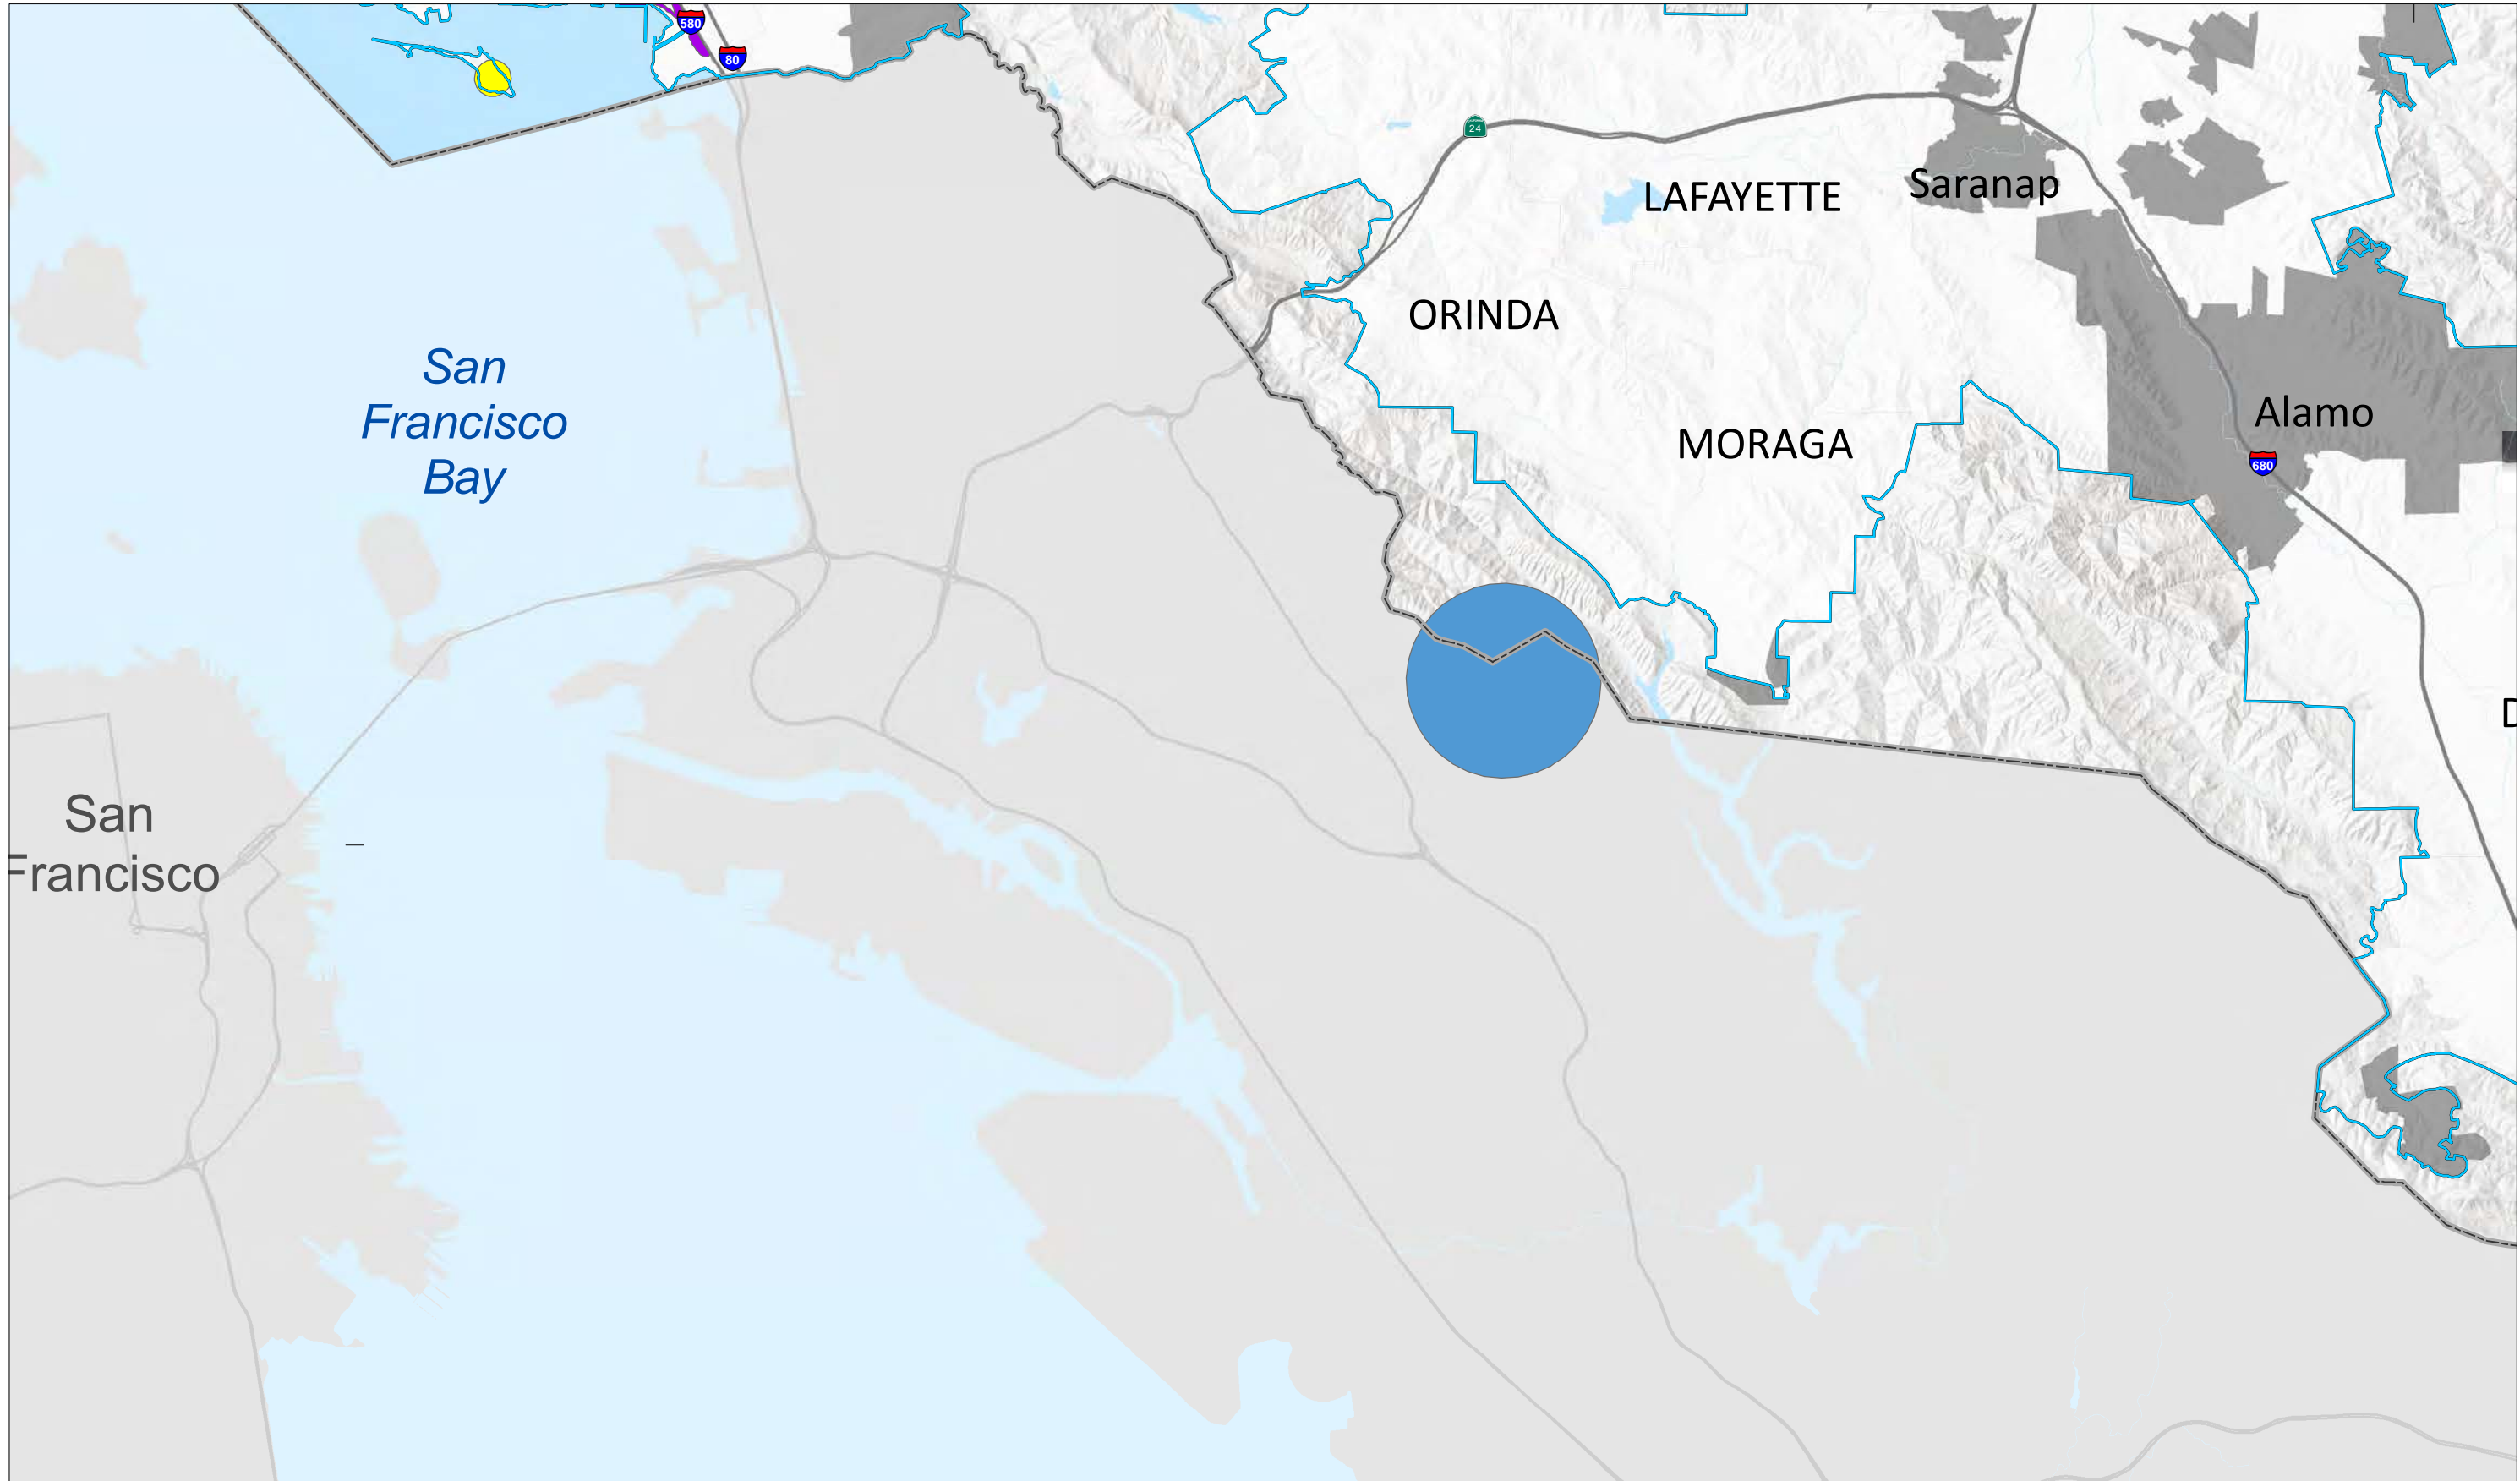 580
80
24
LAFAYETTE
Saranap
ORINDA
San
Francisco
Bay
Alamo
MORAGA
680
D
San
Francisco